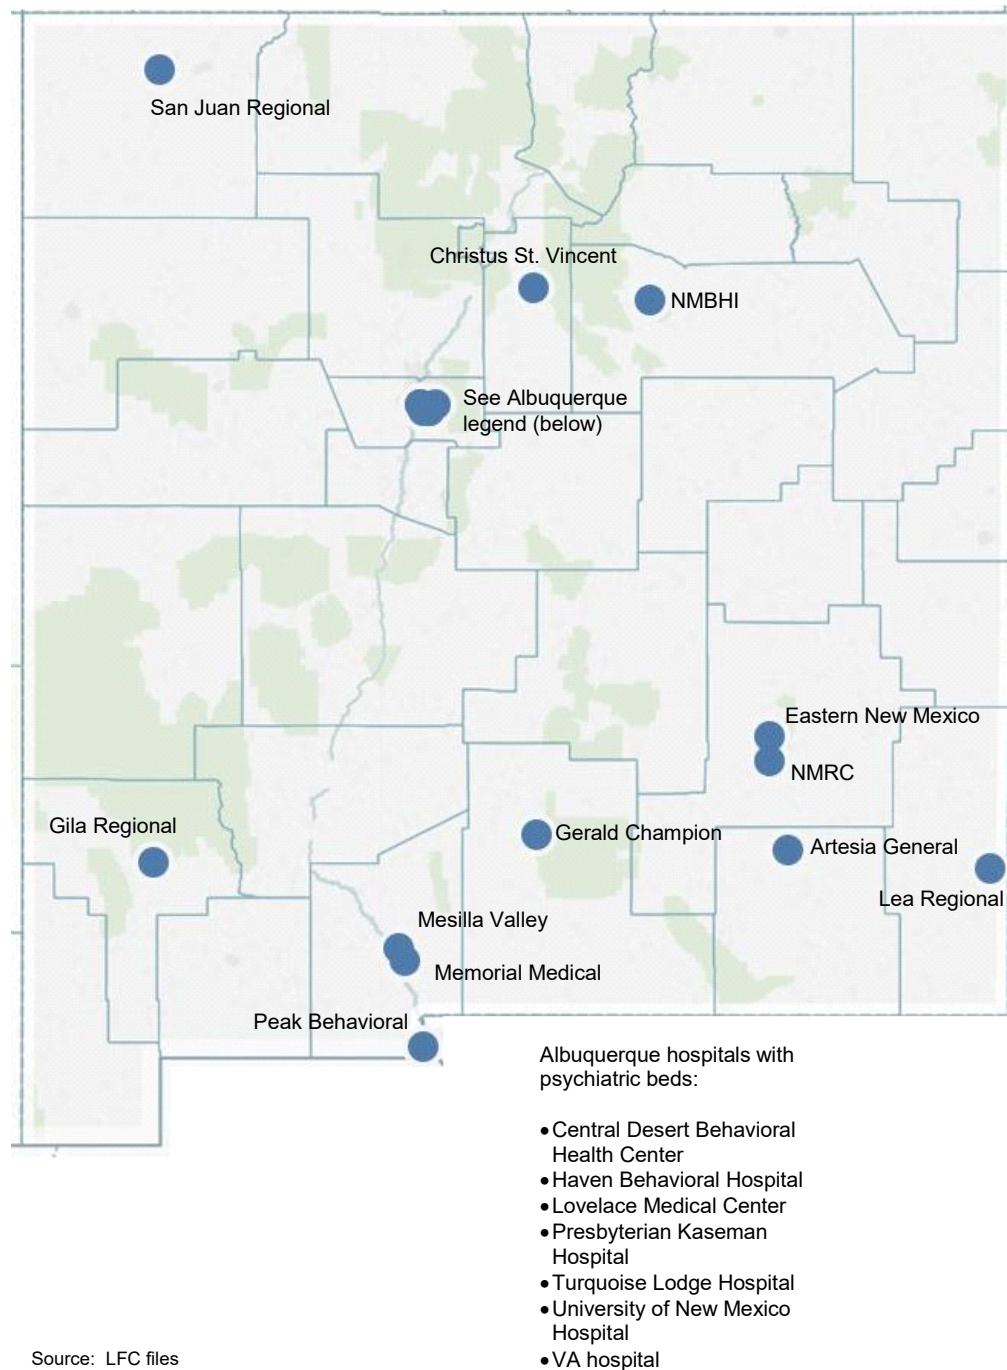 San Juan Regional
Christus St. Vincent
NMBHI
See Albuquerque
legend (below)
Eastern New Mexico
NMRC
Gila Regional
Gerald Champion
Artesia General
Lea Regional
Mesilla Valley
Memorial Medical
Peak Behavioral
Albuquerque hospitals with
psychiatric beds:
•Central Desert Behavioral
Health Center
•Haven Behavioral Hospital
•Lovelace Medical Center
•Presbyterian Kaseman
Hospital
•Turquoise Lodge Hospital
•University of New Mexico
Hospital
•VA hospital
Source: LFC files